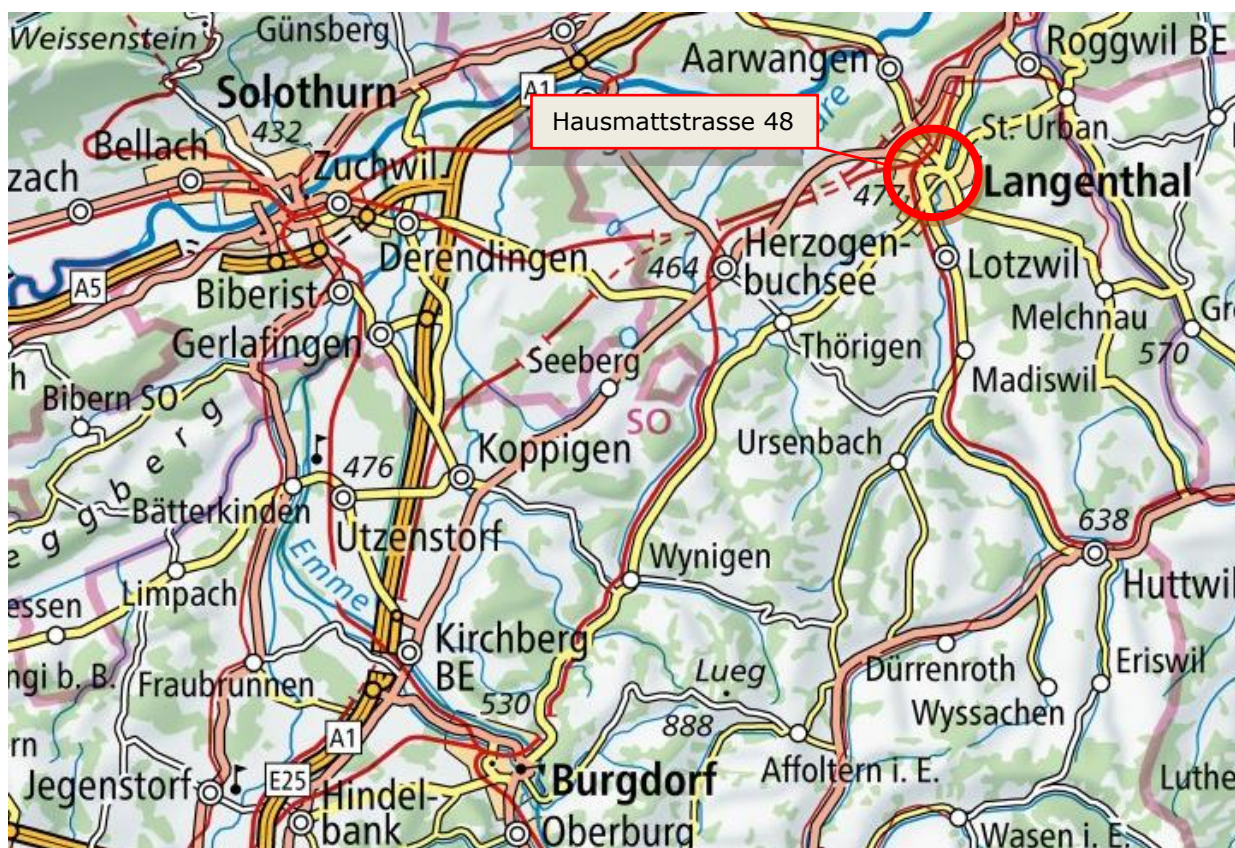 Weissenstein
Günsberg
Aarwangen
Roggwil BE
Solothurn
432
A1
Hausmattstrasse 48
St. Urban
Bellach
Zuchwil
zach
477
Langenthal
Derendingen
464
Herzogen-
buchsee
Lotzwil
A5
Biberist
Melchnau
Gerlafingen
Thörigen
570
Seeberg
Madiswil
Bibern SO
SO
Ursenbach
Koppigen
476
Bätterkinden
Utzenstorf
638
Emme
Wynigen
Limpach
Huttwil
essen
Kirchberg
BE
Lueg
Dürrenroth
Eriswil
ngi b. B.
Fraubrunnen
530
888
Wyssachen
A1
Jegenstorf
E25
Hindel-
bank
Burgdorf
Affoltern i. E.
Luthe
Oberburg
Wasen i. E.